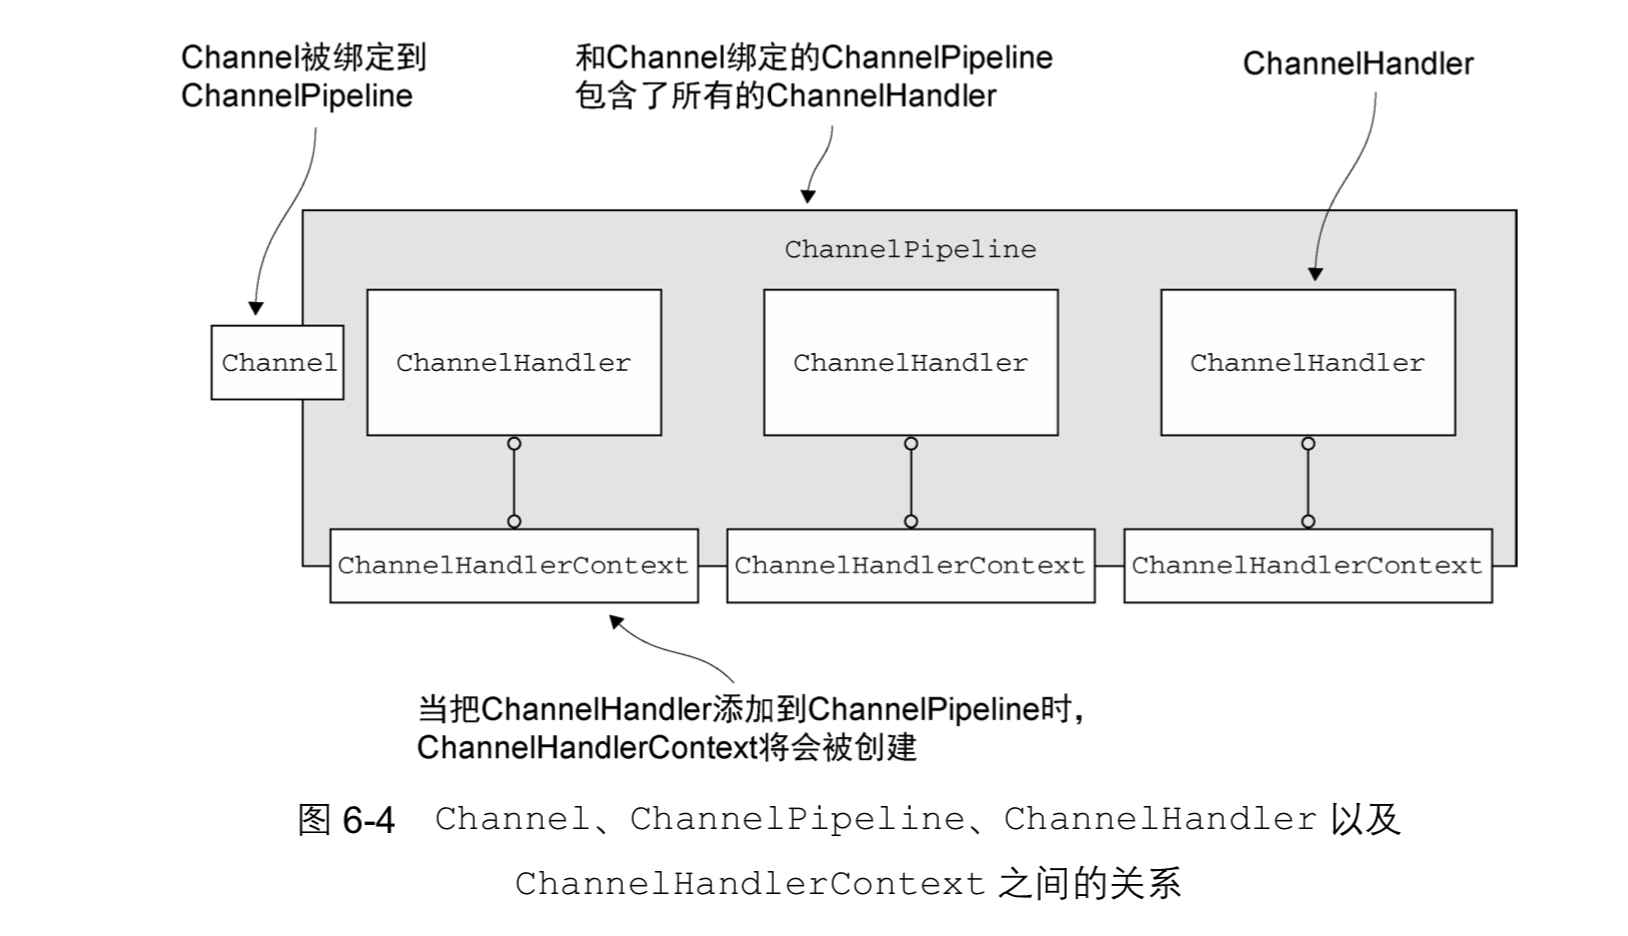 Channel被绑定到
ChannelPipeline
和Channel绑定的ChannelPipeline
包含了所有的ChannelHandler
ChannelHandler
ChannelPipeline
Channel
ChannelHandler
ChannelHandler
ChannelHandler
ChannelHandlerContext
ChannelHandlerContext
ChannelHandlerContext
当把ChannelHandler添加到ChannelPipeline时，
ChannelHandlerContext将会被创建
图 6-4 Channel、ChannelPipeline、ChannelHandler 以及
ChannelHandlerContext 之间的关系